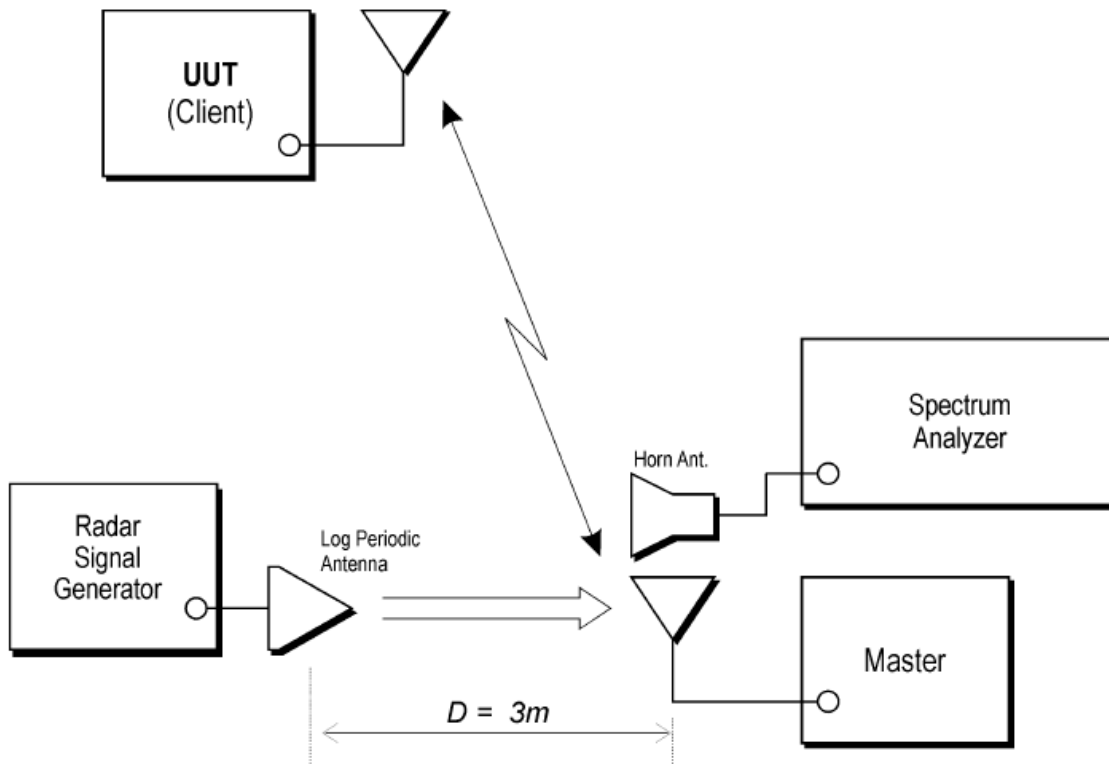 UUT
(Client)
Spectrum
Analyzer
Horn Ant.
Radar
Signal
Generator
Log Periodic
Antenna
Master
D = 3m